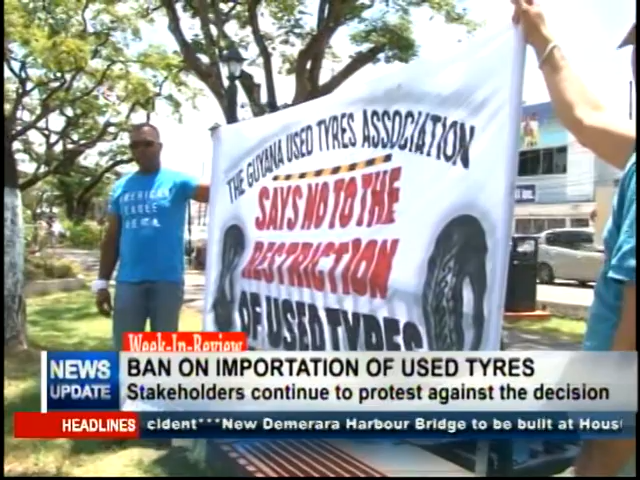 THE GUYANA USED TYRES ASSOCIATION
SAYS NO TO THE
RESTRICTION
OF USED TYRES
AMERICAN
EAGLE
Week-In-Review
NEWS
UPDATE
BAN ON IMPORTATION OF USED TYRES
Stakeholders continue to protest against the decision
HEADLINES
cident***New Demerara Harbour Bridge to be built at Hous